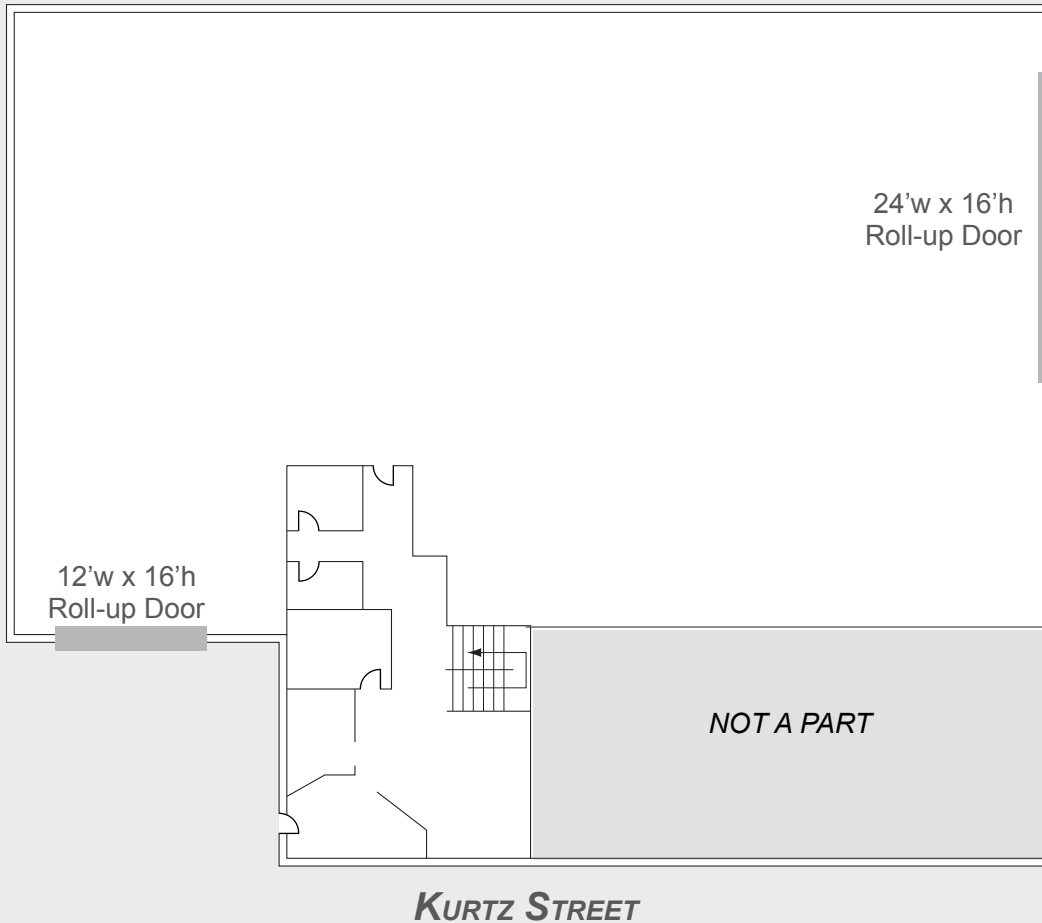 24’w x 16’h
Roll-up Door
12’w x 16’h
Roll-up Door
NOT A PART
KURTZ STREET